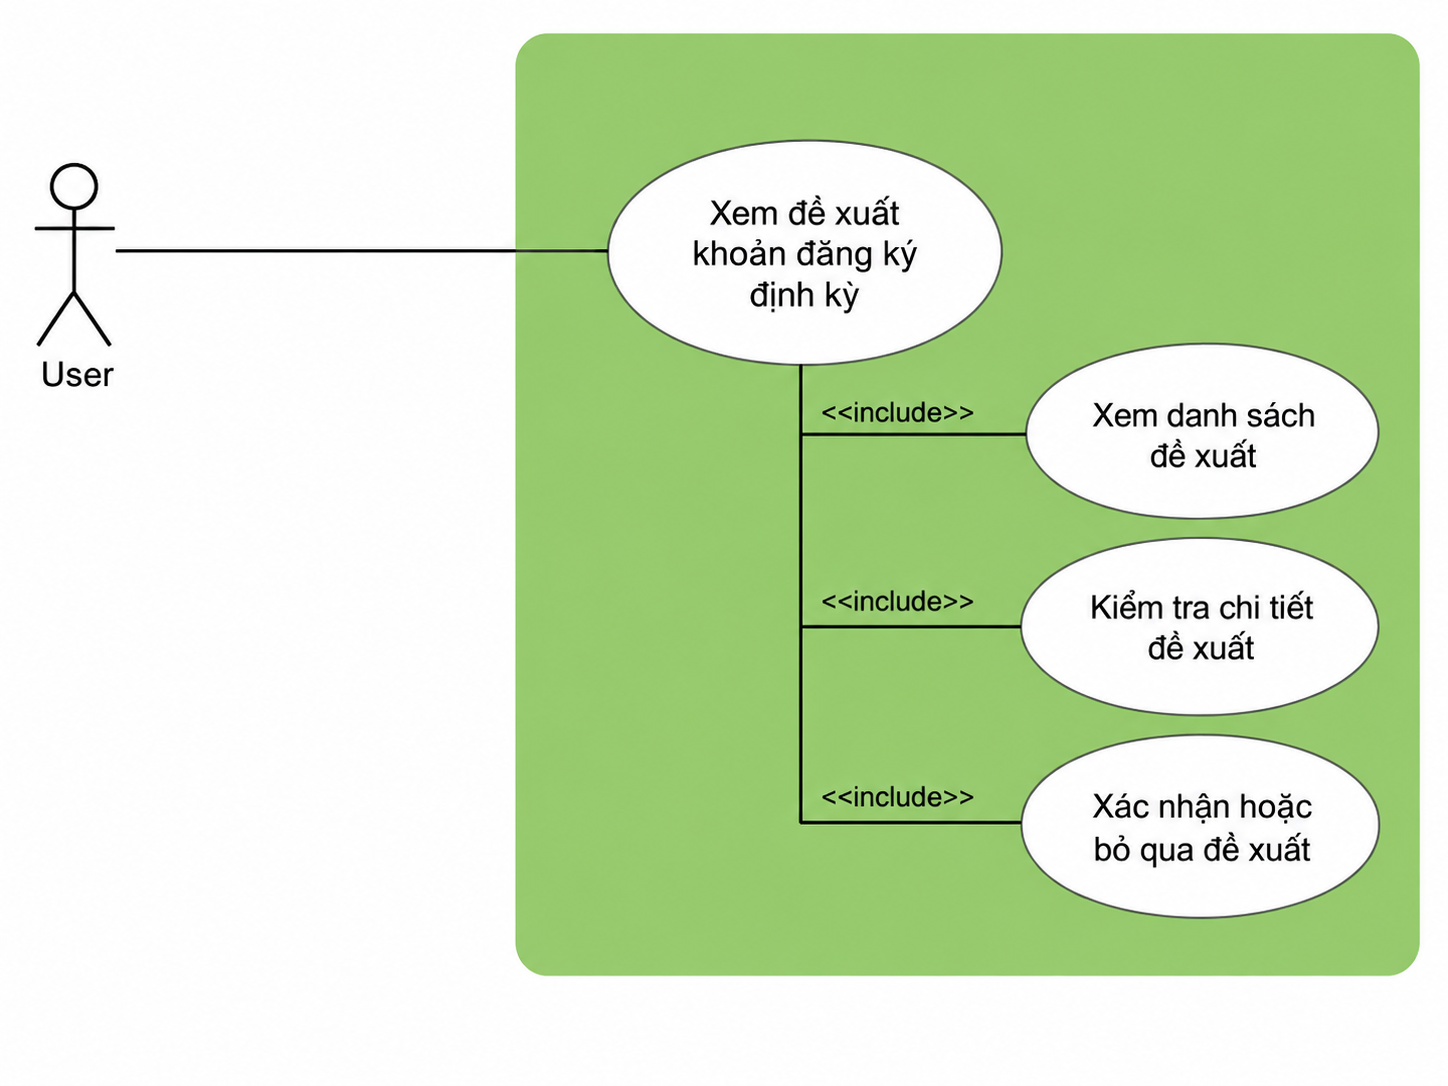 Xem đề xuất
khoản đăng ký
định kỳ
User
<<include>>
Xem danh sách
đề xuất
<<include>>
Kiểm tra chi tiết
đề xuất
<<include>>
Xác nhận hoặc
bỏ qua đề xuất